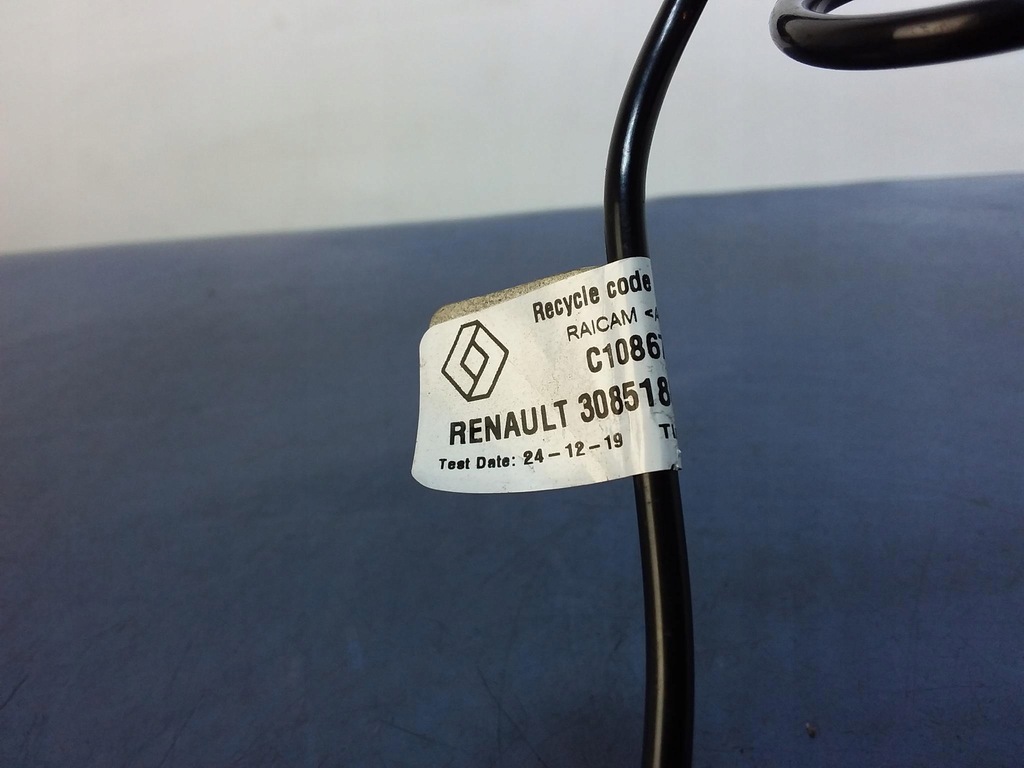 Recycle code
RAICAM <A
C1086
RENAULT 308518
Test Date: 24-12-19